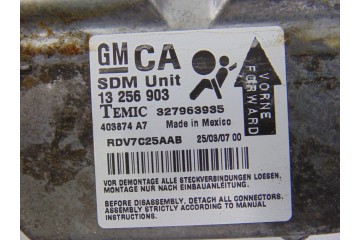 GM CA
SDM Unit
13 256 903
TEMIC 327963935
403874 A7 Made in Mexico
RDV7C25AAB 25/03/07 00
VORNE
FORWARD
VOR DEMONTAGE ALLE STECKVERBINDUNGEN LOESEN.
MONTAGE NUR NACH EINBAUANLEITUNG.
BEFORE DISASSEMBLY, DETACH ALL CONNECTORS.
ASSEMBLY STRICTLY ACCORDING TO INSTRUCTIONS.